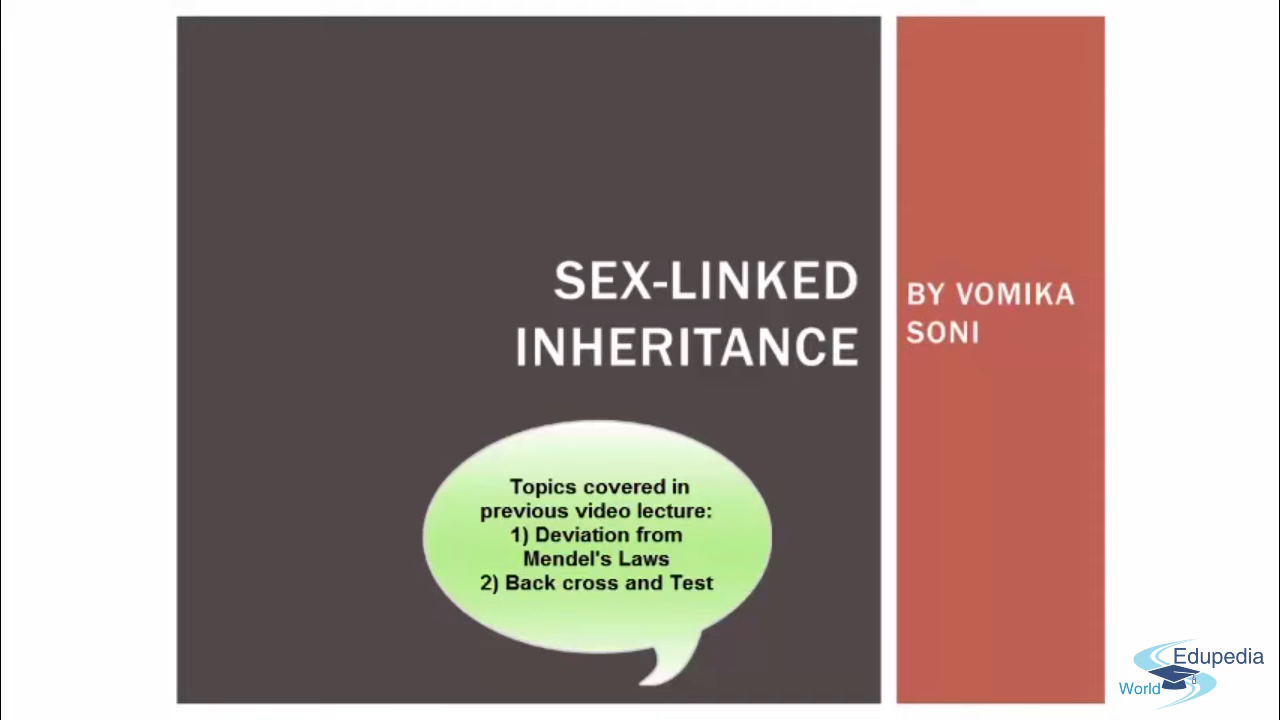 SEX-LINKED
INHERITANCE
BY VOMIKA
SONI
Topics covered in
previous video lecture:
1) Deviation from
Mendel's Laws
2) Back cross and Test
Edupedia
World